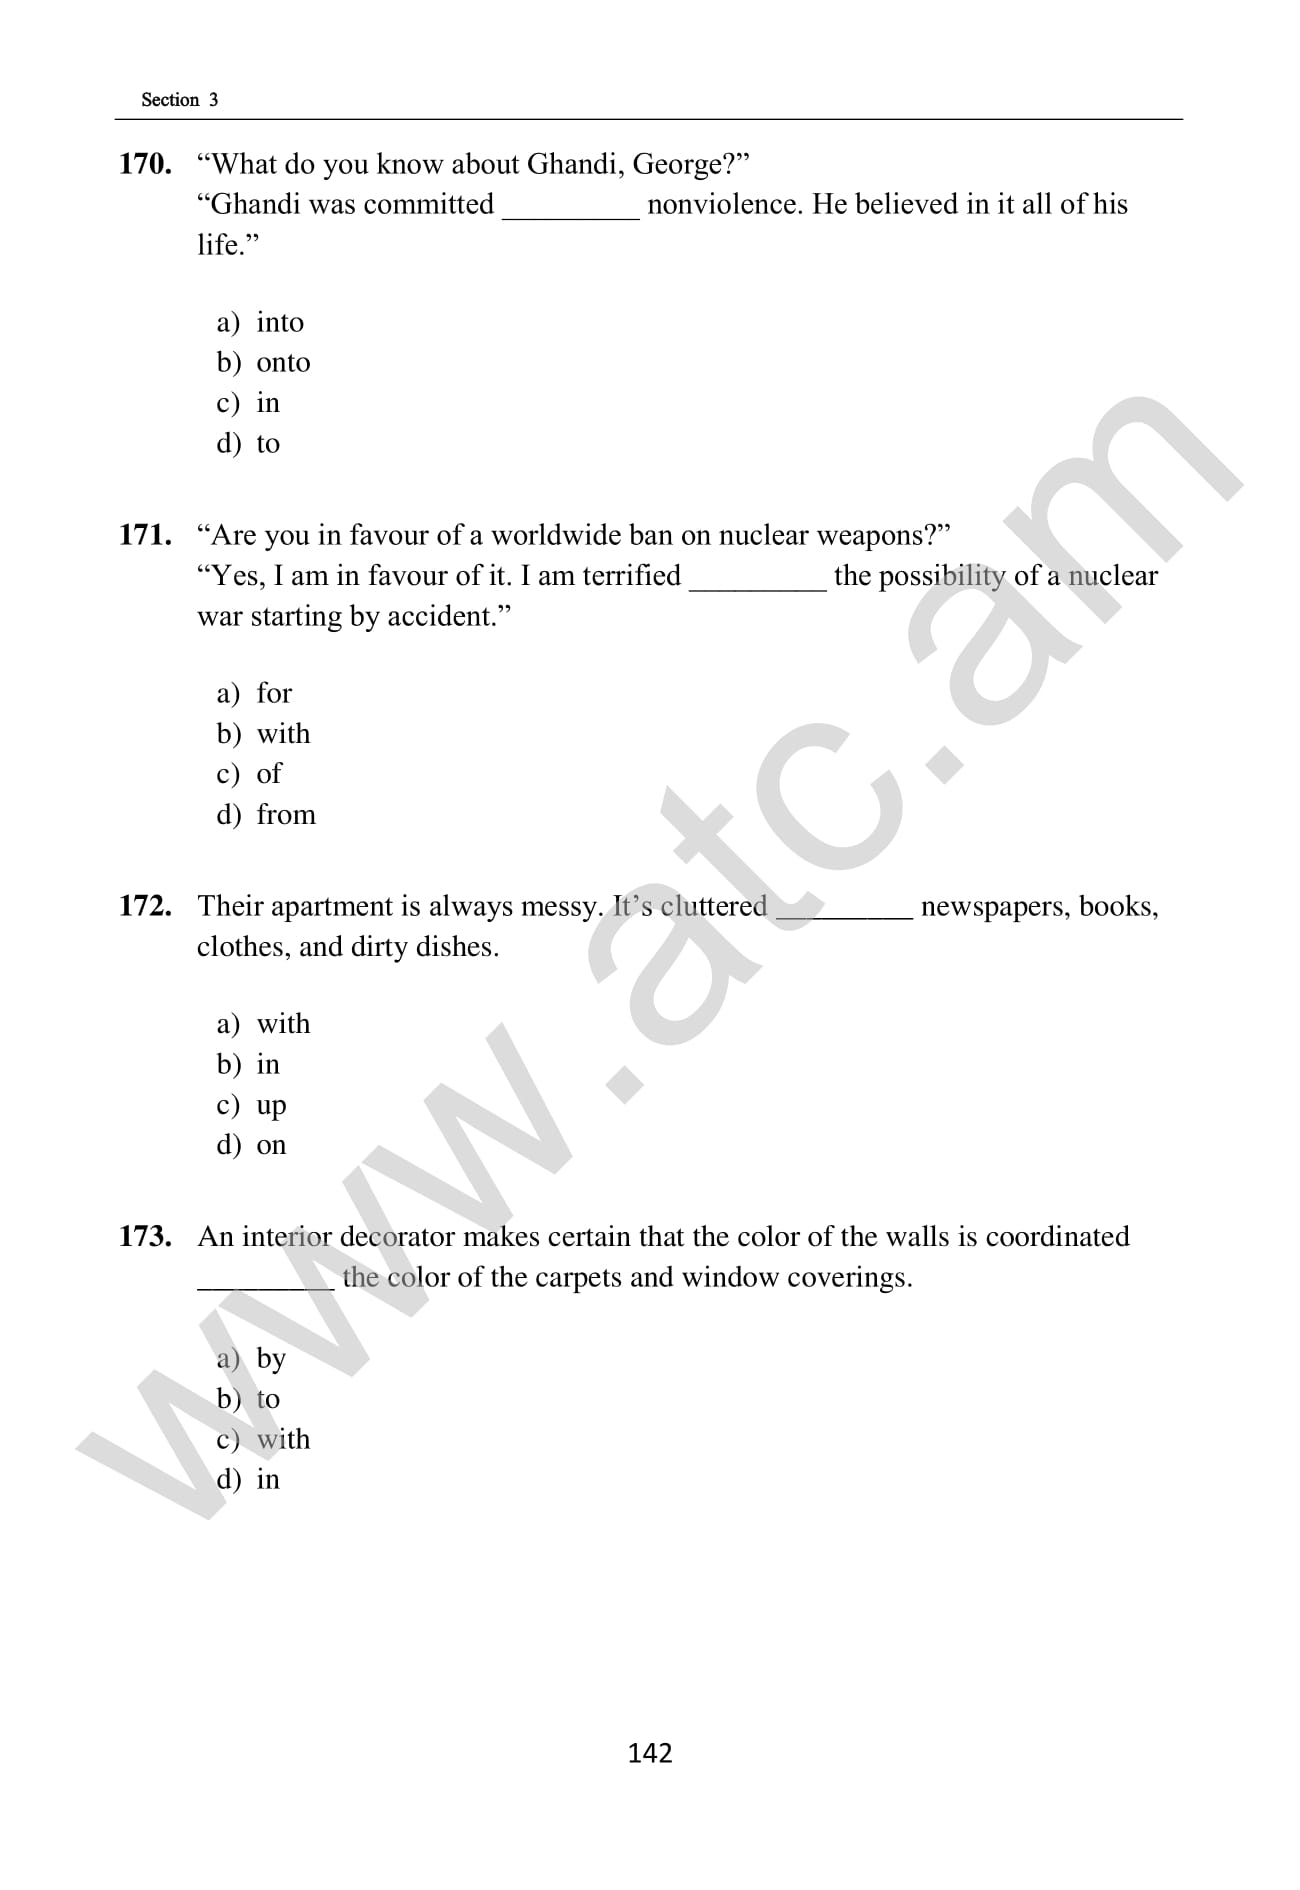 Section 3
170. “What do you know about Ghandi, George?”
“Ghandi was committed _________ nonviolence. He believed in it all of his
life.”
a) into
b) onto
c) in
d) to
171. “Are you in favour of a worldwide ban on nuclear weapons?”
“Yes, I am in favour of it. I am terrified _________ the possibility of a nuclear
war starting by accident.”
a) for
b) with
c) of
d) from
172. Their apartment is always messy. It’s cluttered _________ newspapers, books,
clothes, and dirty dishes.
a) with
b) in
c) up
d) on
173. An interior decorator makes certain that the color of the walls is coordinated
_________ the color of the carpets and window coverings.
a) by
b) to
c) with
d) in
142
www.atc.am